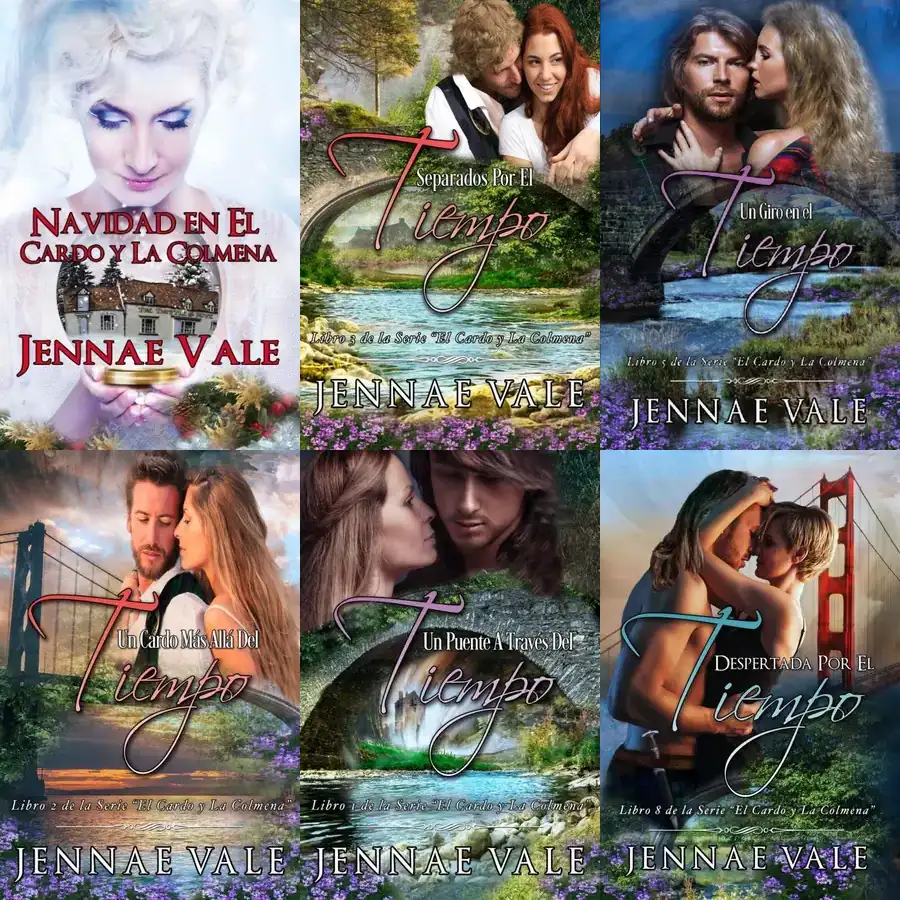 NAVIDAD EN EL
CARDO Y LA COLMENA
JENNAE VALE
Separados Por El
Tiempo
Libro 3 de la Serie "El Cardo y La Colmena"
JENNAE VALE
Un Giro en el
Tiempo
Libro 5 de la Serie "El Cardo y La Colmena"
JENNAE VALE
Un Cardo Más Allá Del
Tiempo
Libro 2 de la Serie "El Cardo y La Colmena"
JENNAE VALE
Un Puente A Través Del
Tiempo
Libro 1 de la Serie "El Cardo y La Colmena"
JENNAE VALE
DESPERTADA POR EL
Tiempo
Libro 8 de la Serie "El Cardo y La Colmena"
JENNAE VALE